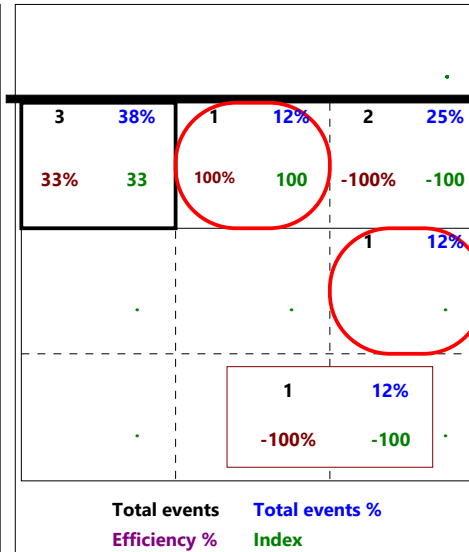 3 38% 1 12% 2 25%
33% 33 100% 100 -100% -100
1 12%
1 12%
-100% -100
Total events Total events %
Efficiency % Index